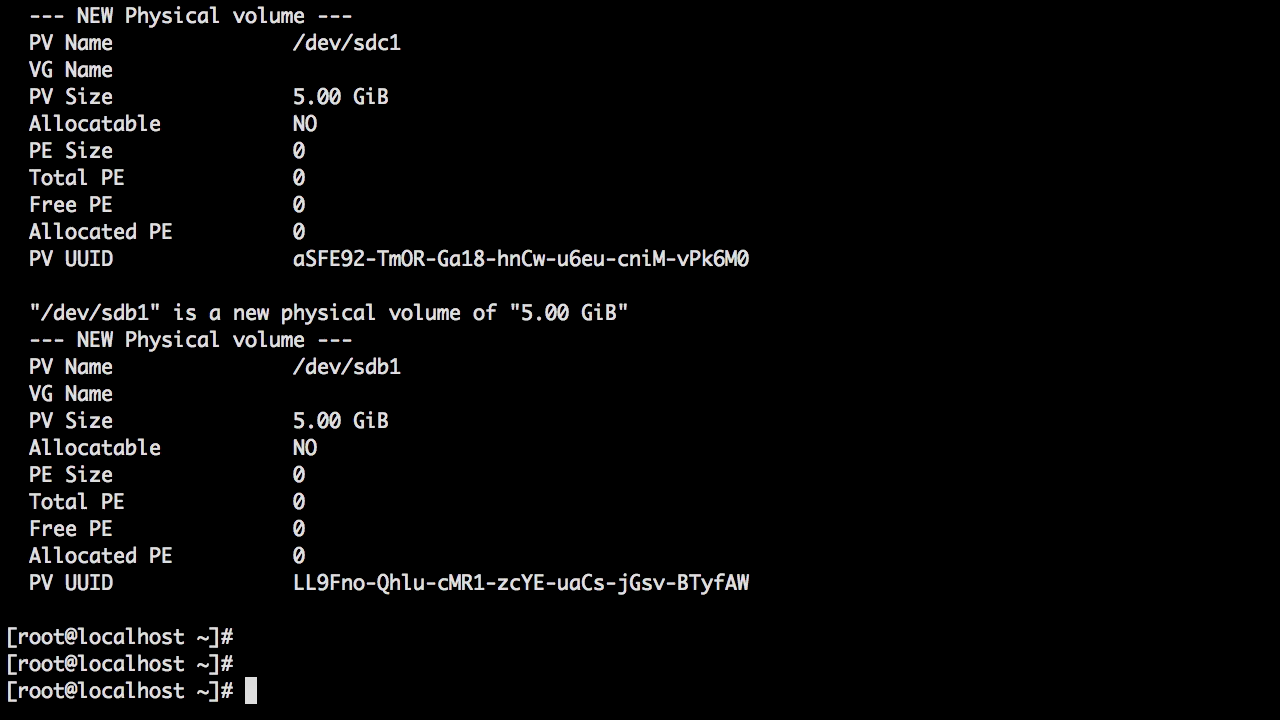 --- NEW Physical volume ---
PV Name /dev/sdc1
VG Name
PV Size 5.00 GiB
Allocatable NO
PE Size 0
Total PE 0
Free PE 0
Allocated PE 0
PV UUID aSFE92-TmOR-Ga18-hnCw-u6eu-cniM-vPk6M0
"/dev/sdb1" is a new physical volume of "5.00 GiB"
--- NEW Physical volume ---
PV Name /dev/sdb1
VG Name
PV Size 5.00 GiB
Allocatable NO
PE Size 0
Total PE 0
Free PE 0
Allocated PE 0
PV UUID LL9Fno-Qhlu-cMR1-zcYE-uaCs-jGsv-BTyfAW
[root@localhost ~]#
[root@localhost ~]#
[root@localhost ~]#